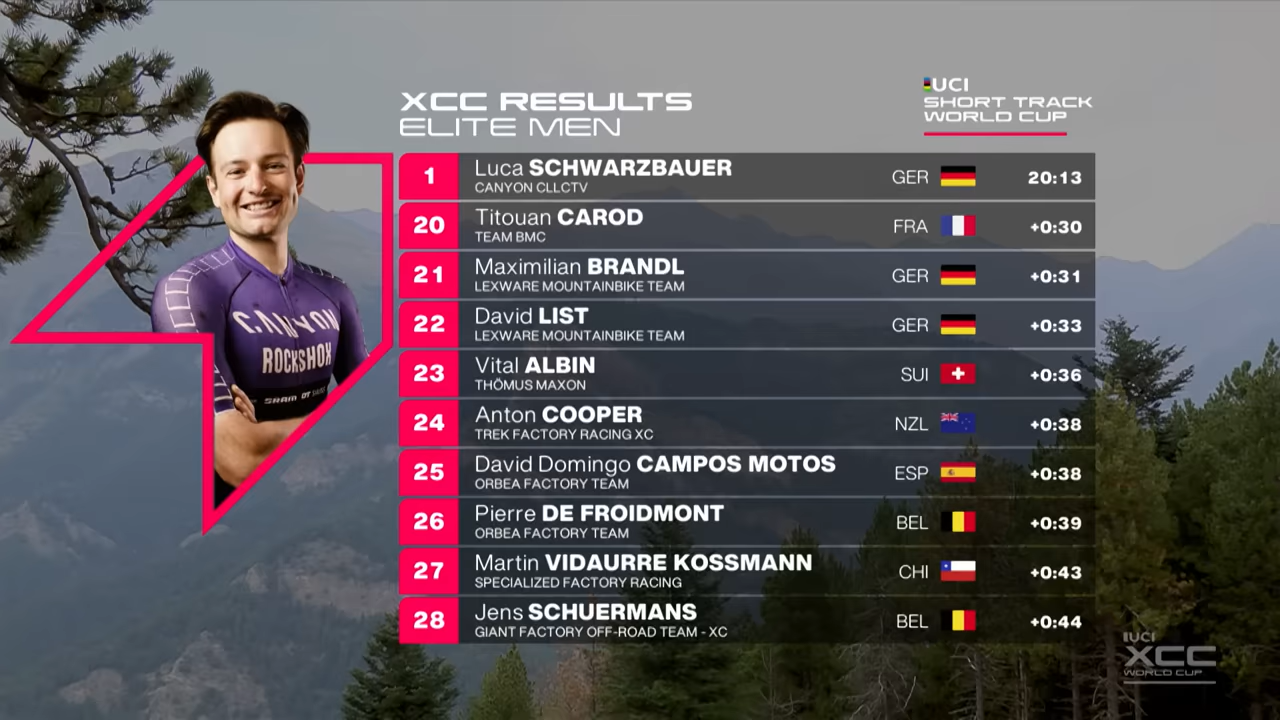 XCC RESULTS
ELITE MEN
UCI
SHORT TRACK
WORLD CUP
1 Luca SCHWARZBAUER GER 20:13
CANYON CLLCTV
20 Titouan CAROD FRA +0:30
TEAM BMC
21 Maximilian BRANDL GER +0:31
LEXWARE MOUNTAINBIKE TEAM
22 David LIST GER +0:33
LEXWARE MOUNTAINBIKE TEAM
23 Vital ALBIN SUI +0:36
THÖMUS MAXON
24 Anton COOPER NZL +0:38
TREK FACTORY RACING XC
25 David Domingo CAMPOS MOTOS ESP +0:38
ORBEA FACTORY TEAM
26 Pierre DE FROIDMONT BEL +0:39
ORBEA FACTORY TEAM
27 Martin VIDAURRE KOSSMANN CHI +0:43
SPECIALIZED FACTORY RACING
28 Jens SCHUERMANS BEL +0:44
GIANT FACTORY OFF-ROAD TEAM - XC
CANYON
ROCKSHOX
SRAM DT
UCI
XCC
WORLD CUP